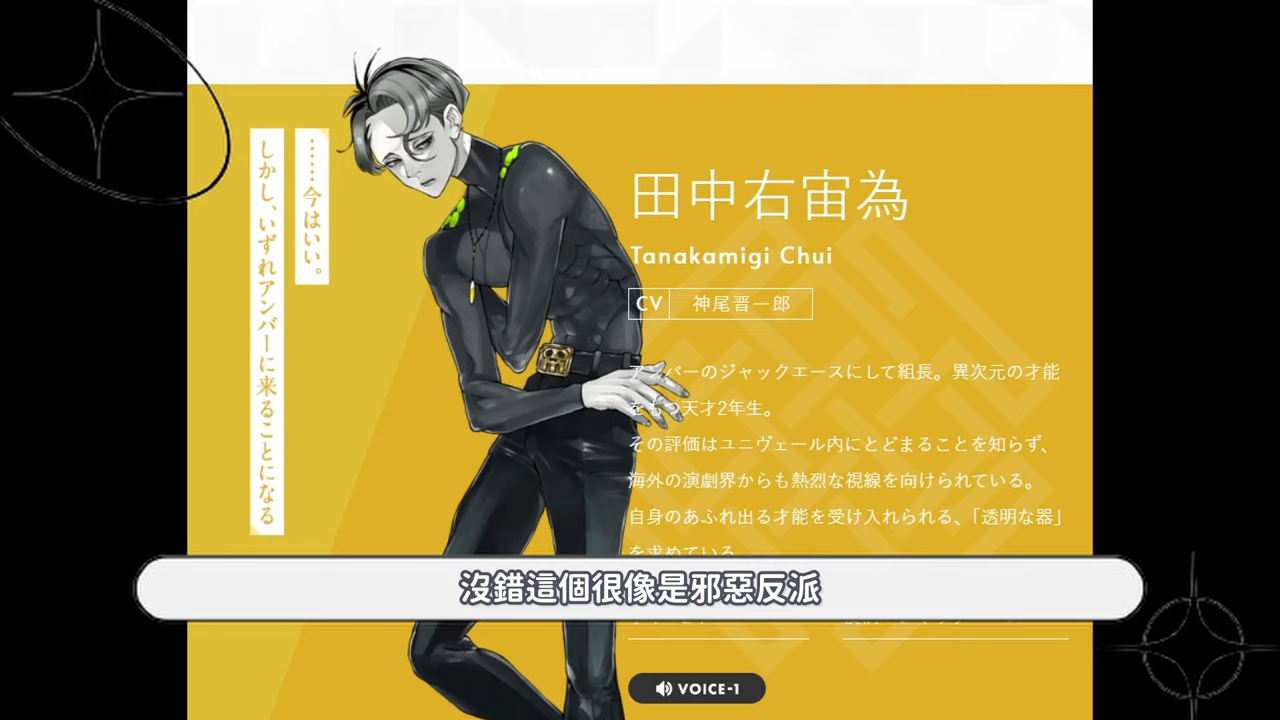 ……今はいい。
しかし、いずれアンバーに来ることになる
田中右宙為
Tanakamigi Chui
CV 神尾晋一郎
アンバーのジャックエースにして組長。異次元の才能
をもつ天才2年生。
その評価はユニヴェール内にとどまることを知らず、
海外の演劇界からも熱烈な視線を向けられている。
自身のあふれ出る才能を受け入れられる、「透明な器」
を求めている。
沒錯這個很像是邪惡反派
VOICE-1